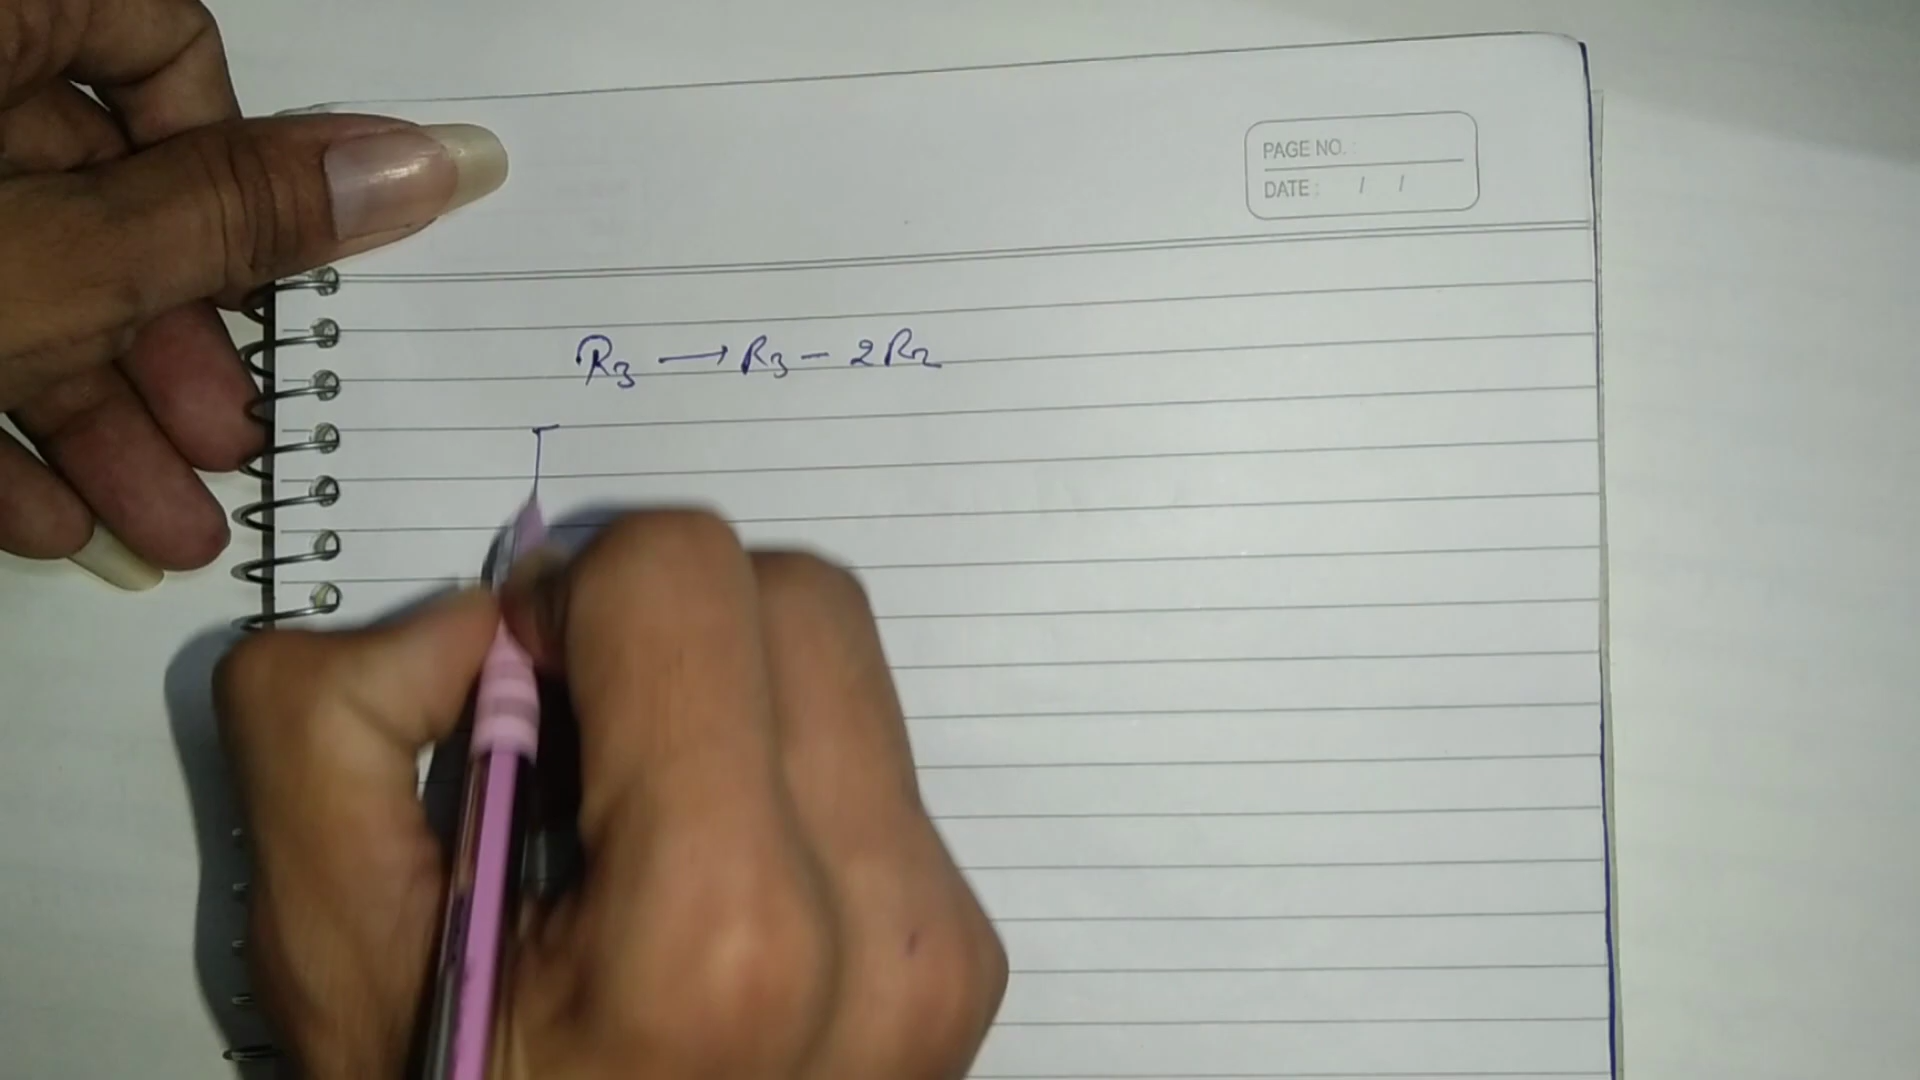 PAGE NO. :
DATE : / /
R₃ ⟶ R₃ - 2R₂